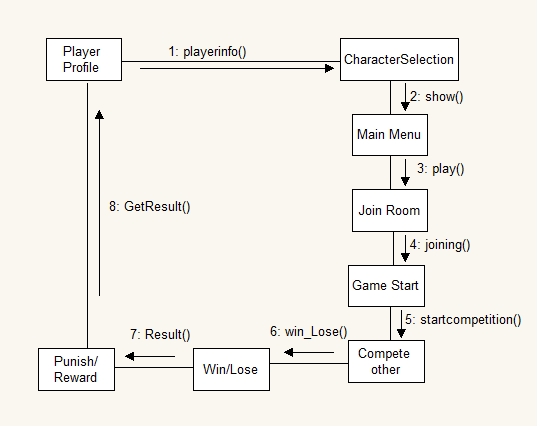 Player
Profile
1: playerinfo()
CharacterSelection
2: show()
Main Menu
3: play()
Join Room
4: joining()
Game Start
5: startcompetition()
Compete
other
6: win_Lose()
Win/Lose
7: Result()
Punish/
Reward
8: GetResult()